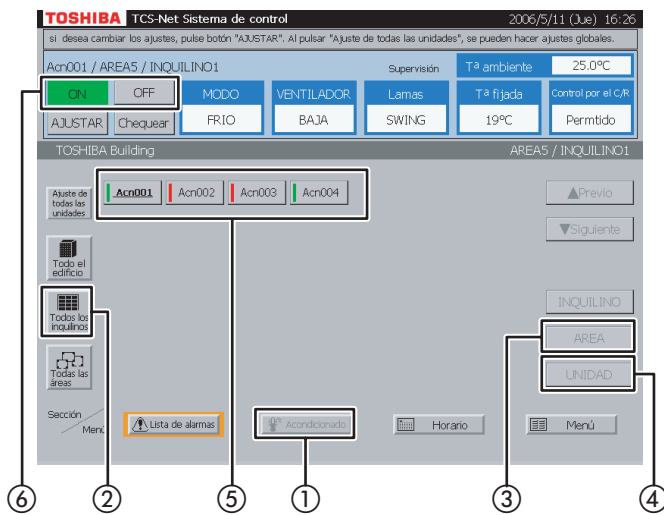 TOSHIBA TCS-Net Sistema de control 2006/5/11 (Jue) 16:26
si desea cambiar los ajustes, pulse botón "AJUSTAR". Al pulsar "Ajuste de todas las unidades", se pueden hacer ajustes globales.
Acn001 / AREA5 / INQUILINO1 Supervisión Tª ambiente 25.0ºC
ON OFF MODO VENTILADOR Lamas Tª fijada Control por el C/R
AJUSTAR Chequear FRIO BAJA SWING 19ºC Permtido
TOSHIBA Building AREA5 / INQUILINO1
Ajuste de
todas las
unidades
Acn001 Acn002 Acn003 Acn004
▲Previo
▼Siguiente
Todo el
edificio
Todos los
inquilinos
INQUILINO
AREA
Todas las
áreas
UNIDAD
Sección
Menú
Lista de alarmas Acondicionado Horario Menú
⑥ ② ⑤ ① ③ ④